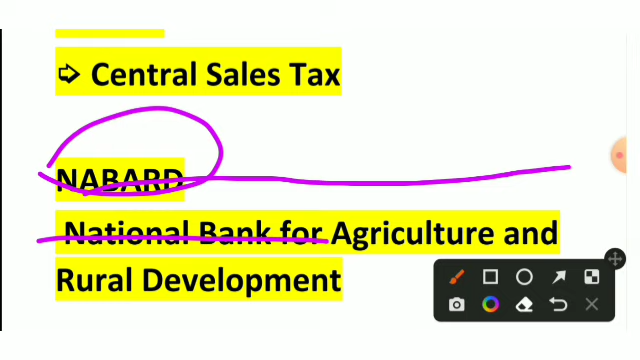 ➩ Central Sales Tax
NABARD
National Bank for Agriculture and
Rural Development